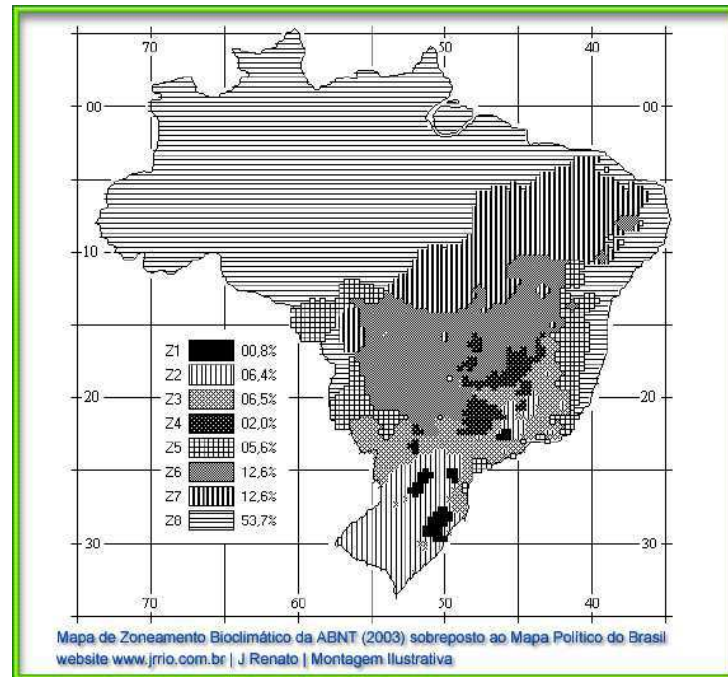 70 50 40
00 00
10
Z1 00,8%
Z2 06,4%
Z3 06,5%
Z4 02,0%
Z5 05,6%
Z6 12,6%
Z7 12,6%
Z8 53,7%
20 20
30 30
70 60 50 40
Mapa de Zoneamento Bioclimático da ABNT (2003) sobreposto ao Mapa Político do Brasil
website www.jrrio.com.br | J Renato | Montagem Ilustrativa